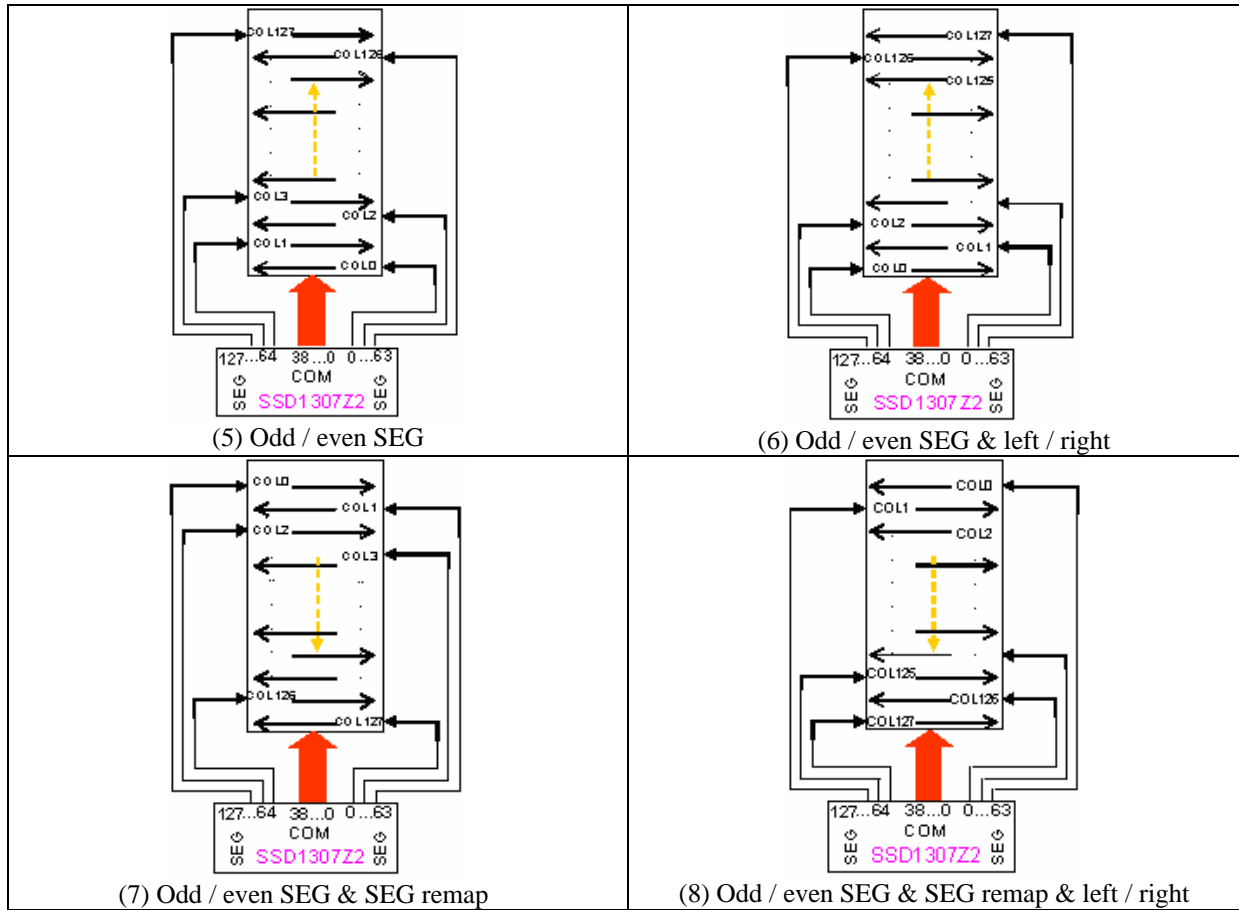 COL127
COL126
COL3
COL2
COL1
COL0
127...64 38...0 0...63
SEG COM SEG
SSD1307Z2
(5) Odd / even SEG
COL127
COL126
COL125
COL2
COL1
COL0
127...64 38...0 0...63
SEG COM SEG
SSD1307Z2
(6) Odd / even SEG & left / right
COL0
COL1
COL2
COL3
COL126
COL127
127...64 38...0 0...63
SEG COM SEG
SSD1307Z2
(7) Odd / even SEG & SEG remap
COL0
COL1
COL2
COL125
COL126
COL127
127...64 38...0 0...63
SEG COM SEG
SSD1307Z2
(8) Odd / even SEG & SEG remap & left / right